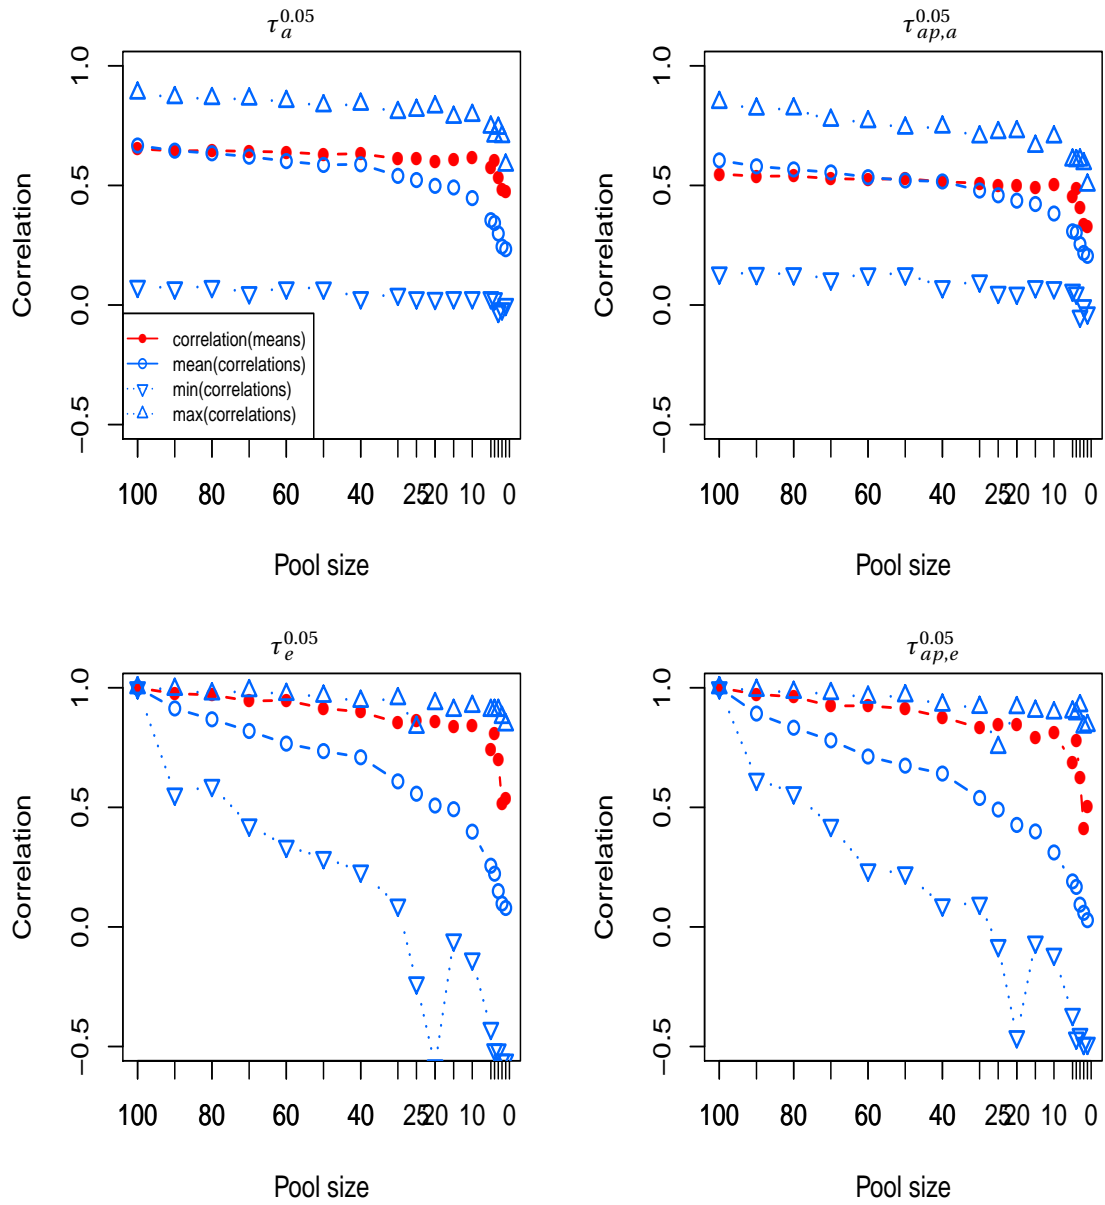 τ_a^0.05
1.0
0.5
0.0
−0.5
Correlation
correlation(means)
mean(correlations)
min(correlations)
max(correlations)
100 80 60 40 25 20 10 0
Pool size
τ_ap,a^0.05
1.0
0.5
0.0
−0.5
Correlation
100 80 60 40 25 20 10 0
Pool size
τ_e^0.05
1.0
0.5
0.0
−0.5
Correlation
100 80 60 40 25 20 10 0
Pool size
τ_ap,e^0.05
1.0
0.5
0.0
−0.5
Correlation
100 80 60 40 25 20 10 0
Pool size